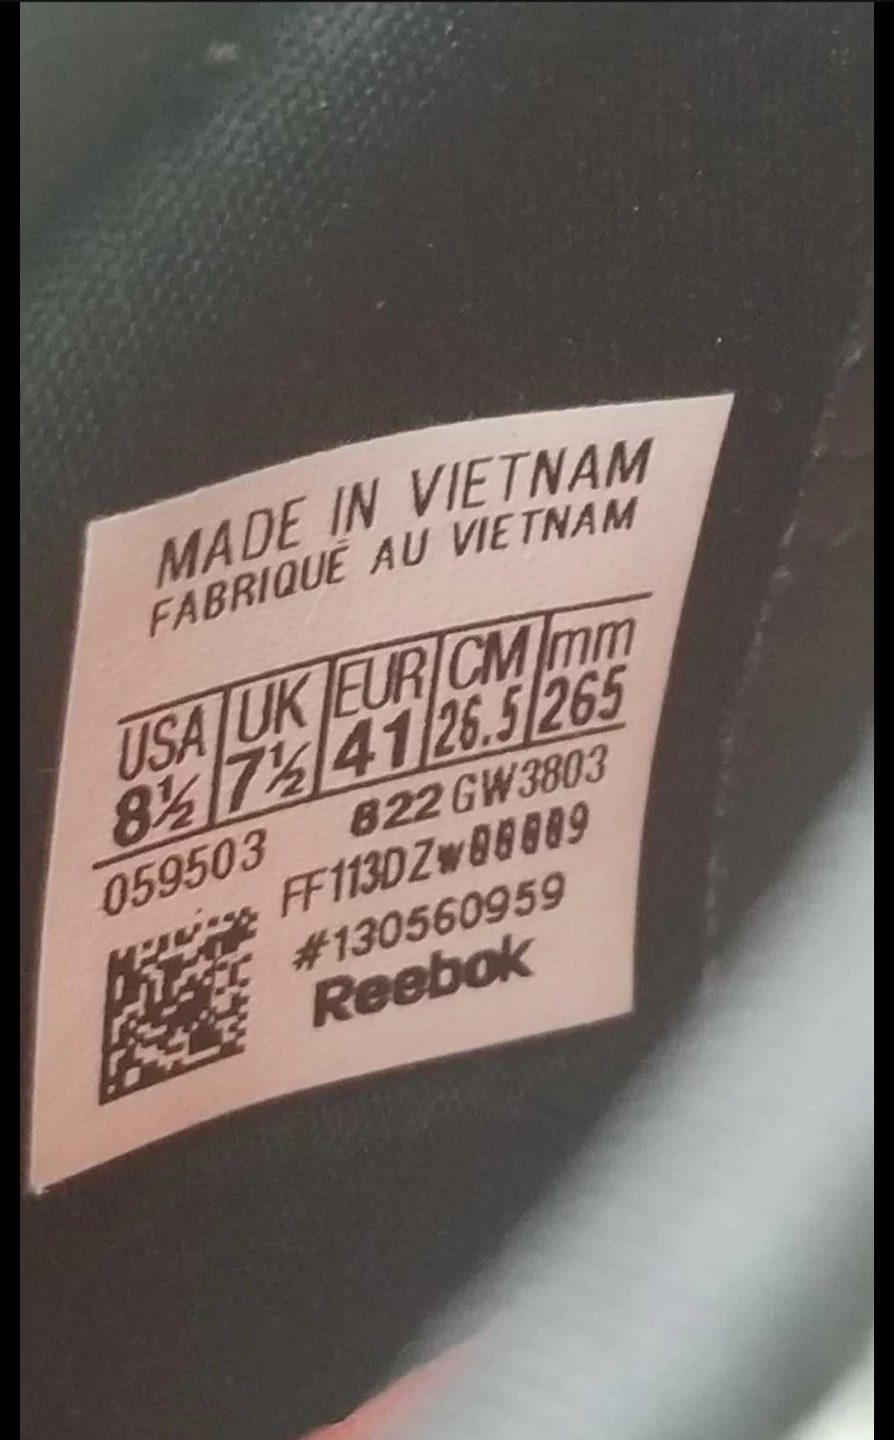 MADE IN VIETNAM
FABRIQUÉ AU VIETNAM
USA UK EUR CM mm
8½ 7½ 41 26.5 265
059503 822 GW3803
#130560959
Reebok